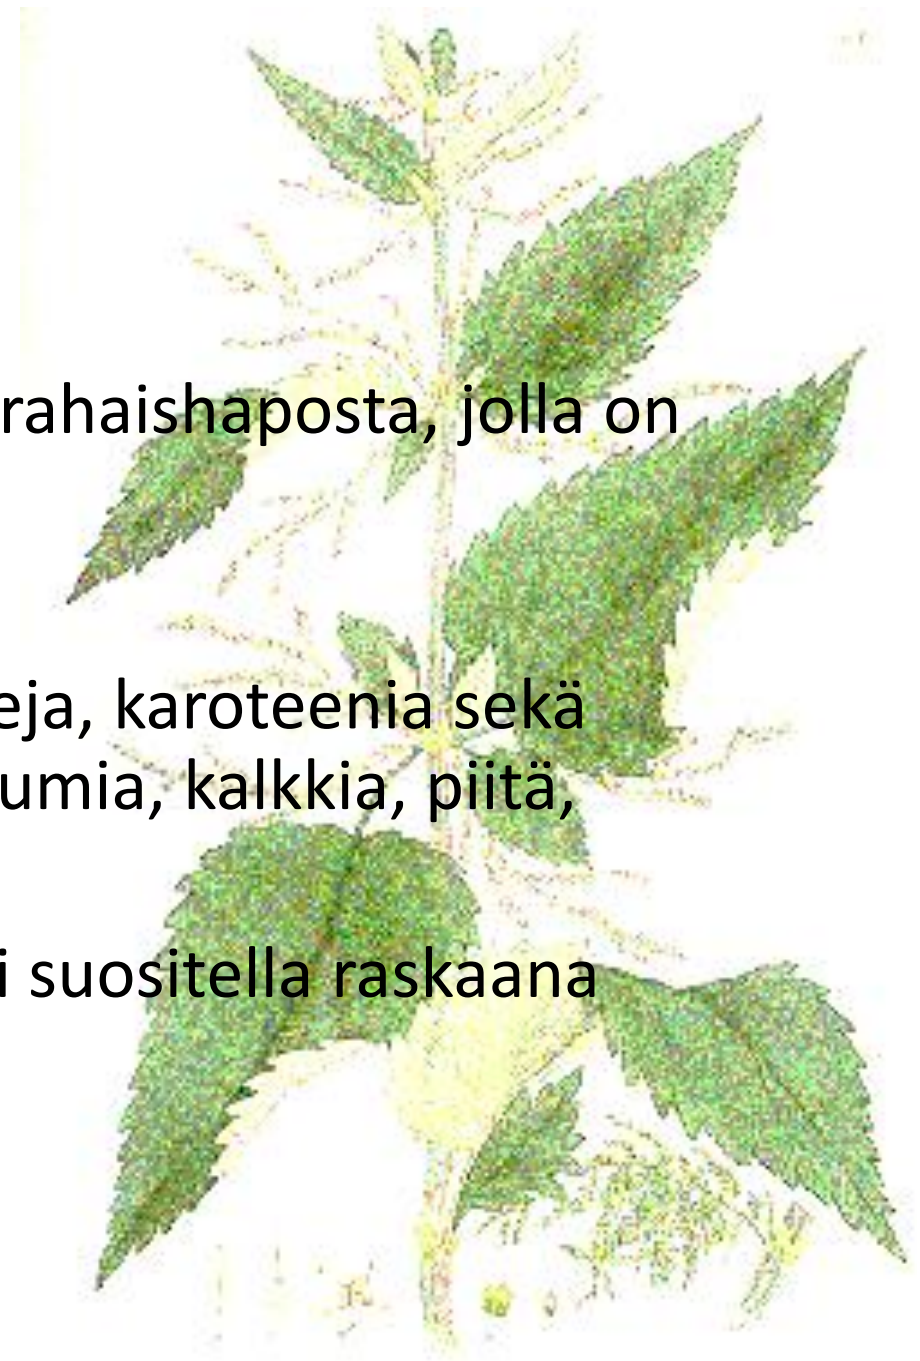 rahaishaposta, jolla on
eja, karoteenia sekä
umia, kalkkia, piitä,
i suositella raskaana